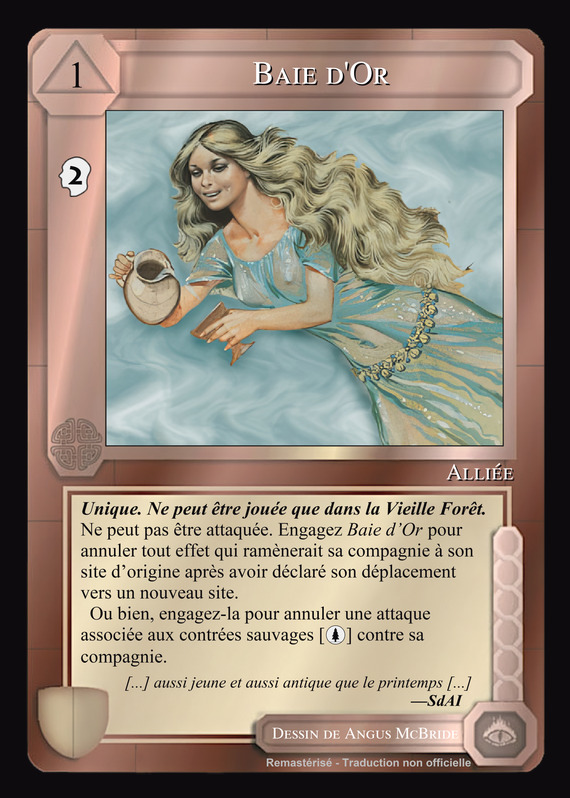 1
Baie d'Or
2
Alliée
Unique. Ne peut être jouée que dans la Vieille Forêt.
Ne peut pas être attaquée. Engagez Baie d'Or pour
annuler tout effet qui ramènerait sa compagnie à son
site d'origine après avoir déclaré son déplacement
vers un nouveau site.
Ou bien, engagez-la pour annuler une attaque
associée aux contrées sauvages [ ] contre sa
compagnie.
[...] aussi jeune et aussi antique que le printemps [...]
—SdAI
Dessin de Angus McBride
Remastérisé - Traduction non officielle